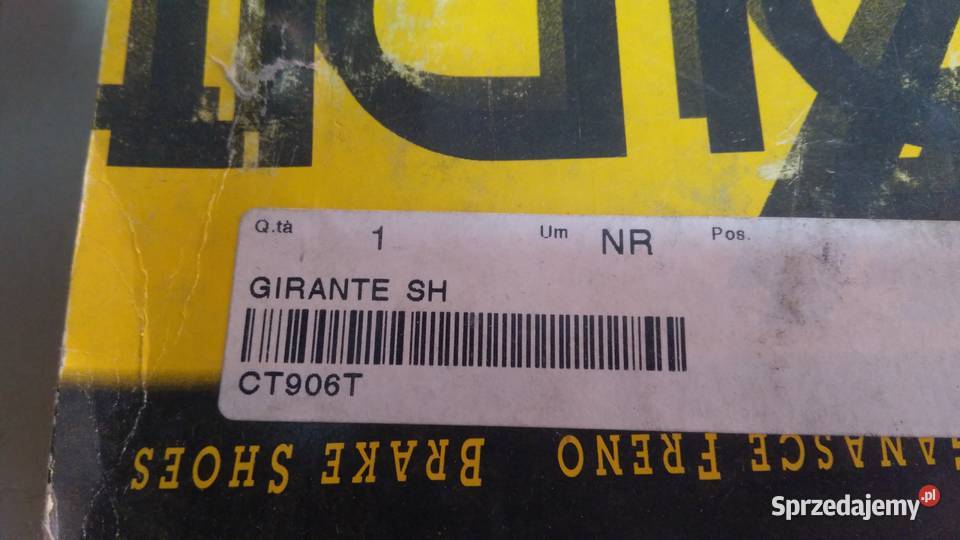 Q.tà 1 Um NR Pos.
GIRANTE SH
CT906T
BRAKE SHOES GANASCE FRENO
Sprzedajemy.pl